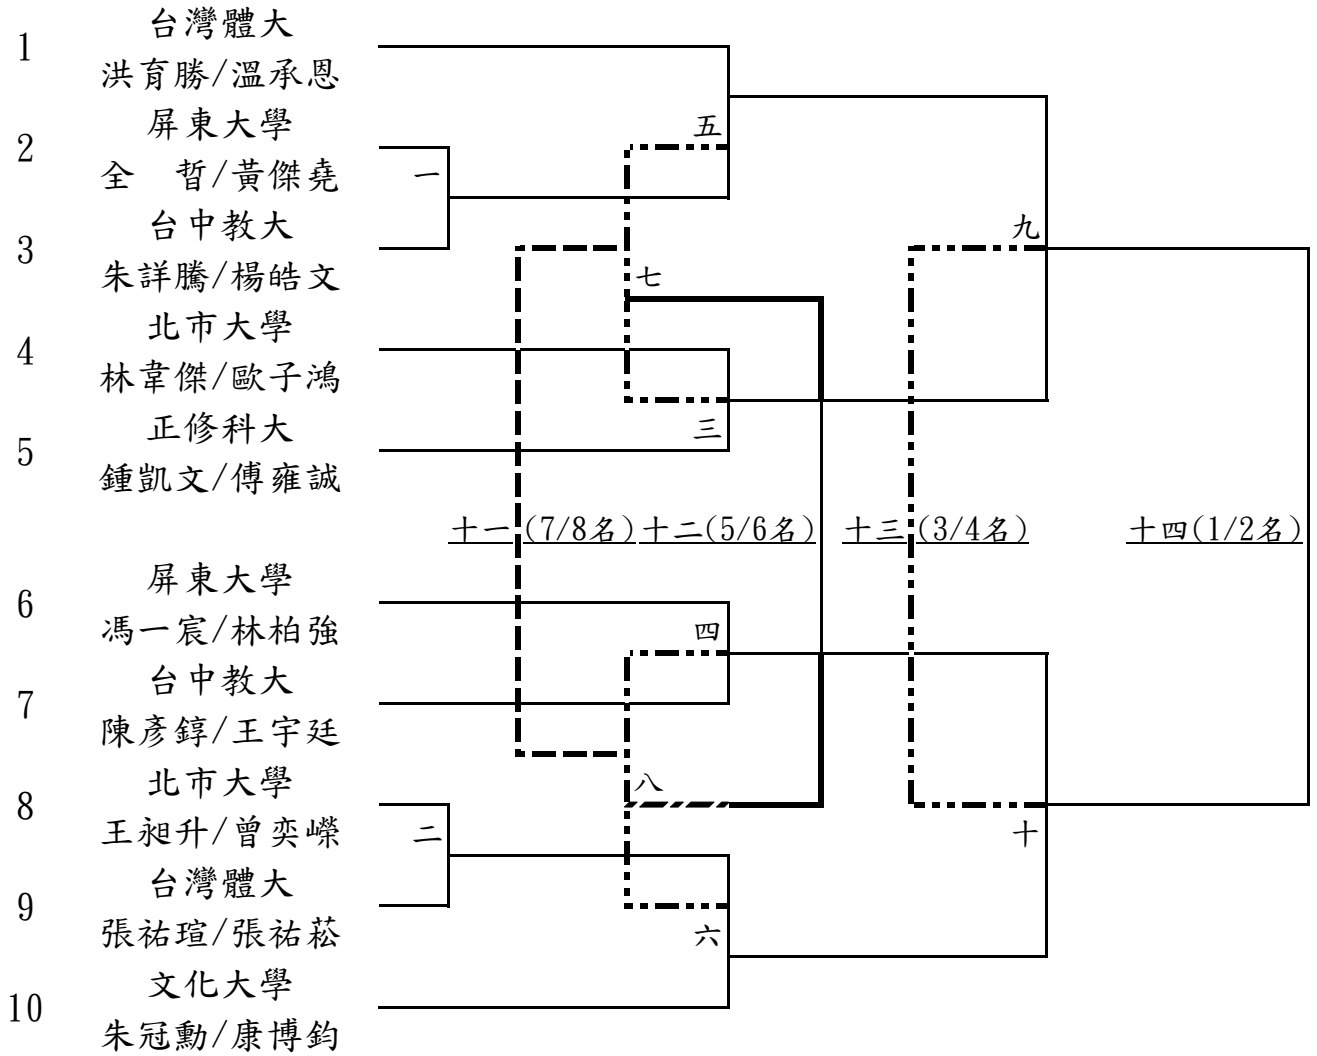 台灣體大
1
洪育勝/溫承恩
屏東大學
五
2
全　哲/黃傑堯
一
台中教大
九
3
朱詳騰/楊皓文
七
北市大學
4
林韋傑/歐子鴻
正修科大
三
5
鍾凱文/傅雍誠
十一(7/8名) 十二(5/6名) 十三(3/4名) 十四(1/2名)
屏東大學
6
馮一宸/林柏強
四
台中教大
7
陳彥錞/王宇廷
北市大學
八
8
王昶升/曾奕嶸
二
十
台灣體大
9
張祐瑄/張祐菘
六
文化大學
10
朱冠勳/康博鈞